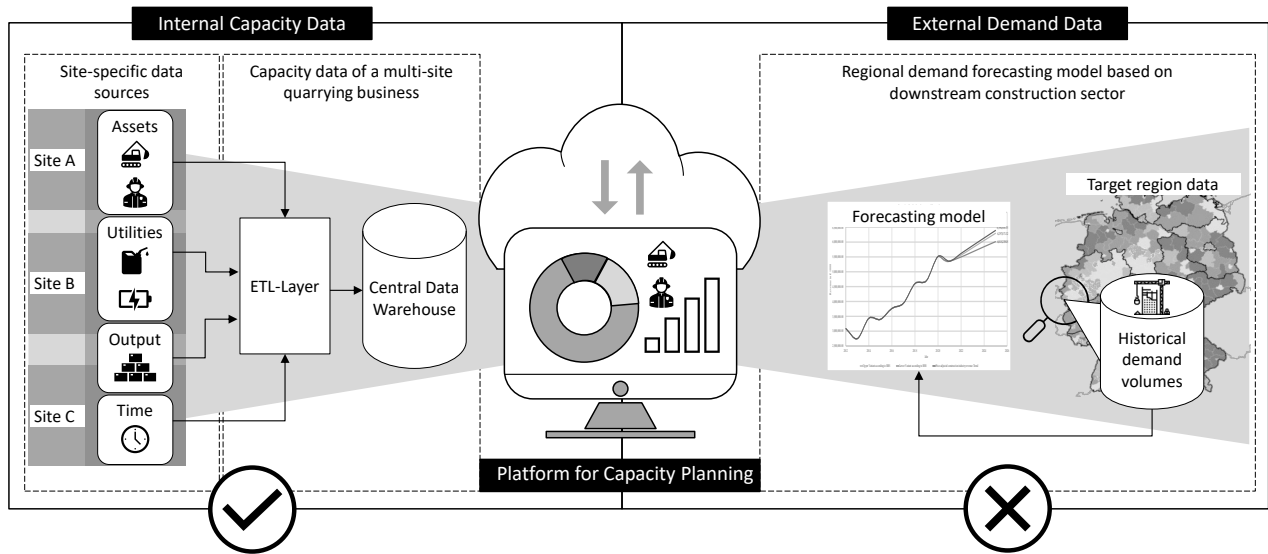 Internal Capacity Data
External Demand Data
Site-specific data
sources
Capacity data of a multi-site
quarrying business
Regional demand forecasting model based on
downstream construction sector
Assets
Site A
Utilities
Site B
Output
Site C
Time
ETL-Layer
Central Data
Warehouse
Forecasting model
Target region data
Historical
demand
volumes
Platform for Capacity Planning